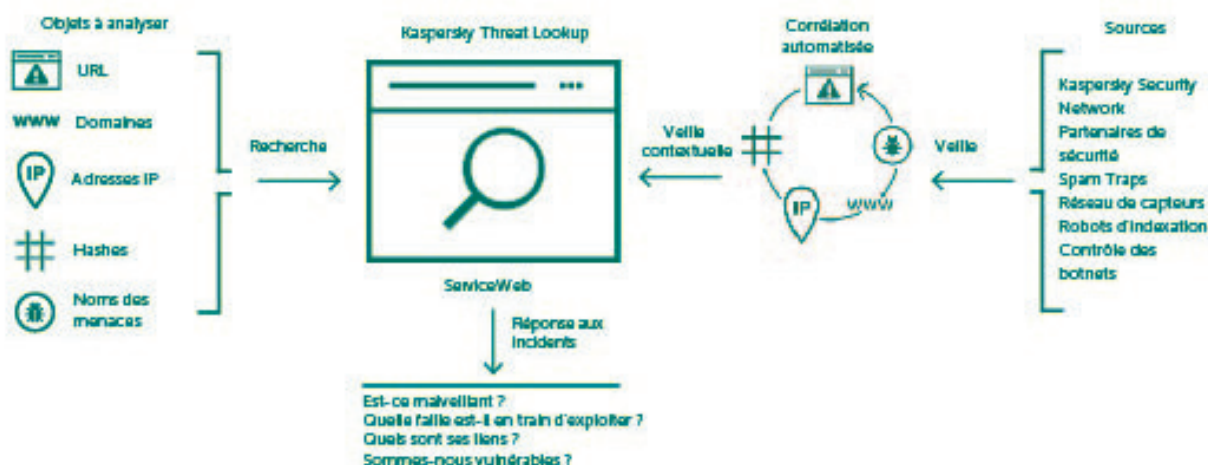 Objets à analyser
URL
www Domaines
IP Adresses IP
Hashes
Noms des
menaces
Recherche
Kaspersky Threat Lookup
ServiceWeb
Réponse aux
incidents
Est-ce malveillant ?
Quelle faille est-il en train d'exploiter ?
Quels sont ses liens ?
Sommes-nous vulnérables ?
Veille
contextuelle
Corrélation
automatisée
IP
www
Veille
Sources
Kaspersky Security
Network
Partenaires de
sécurité
Spam Traps
Réseau de capteurs
Robots d'indexation
Contrôle des
botnets